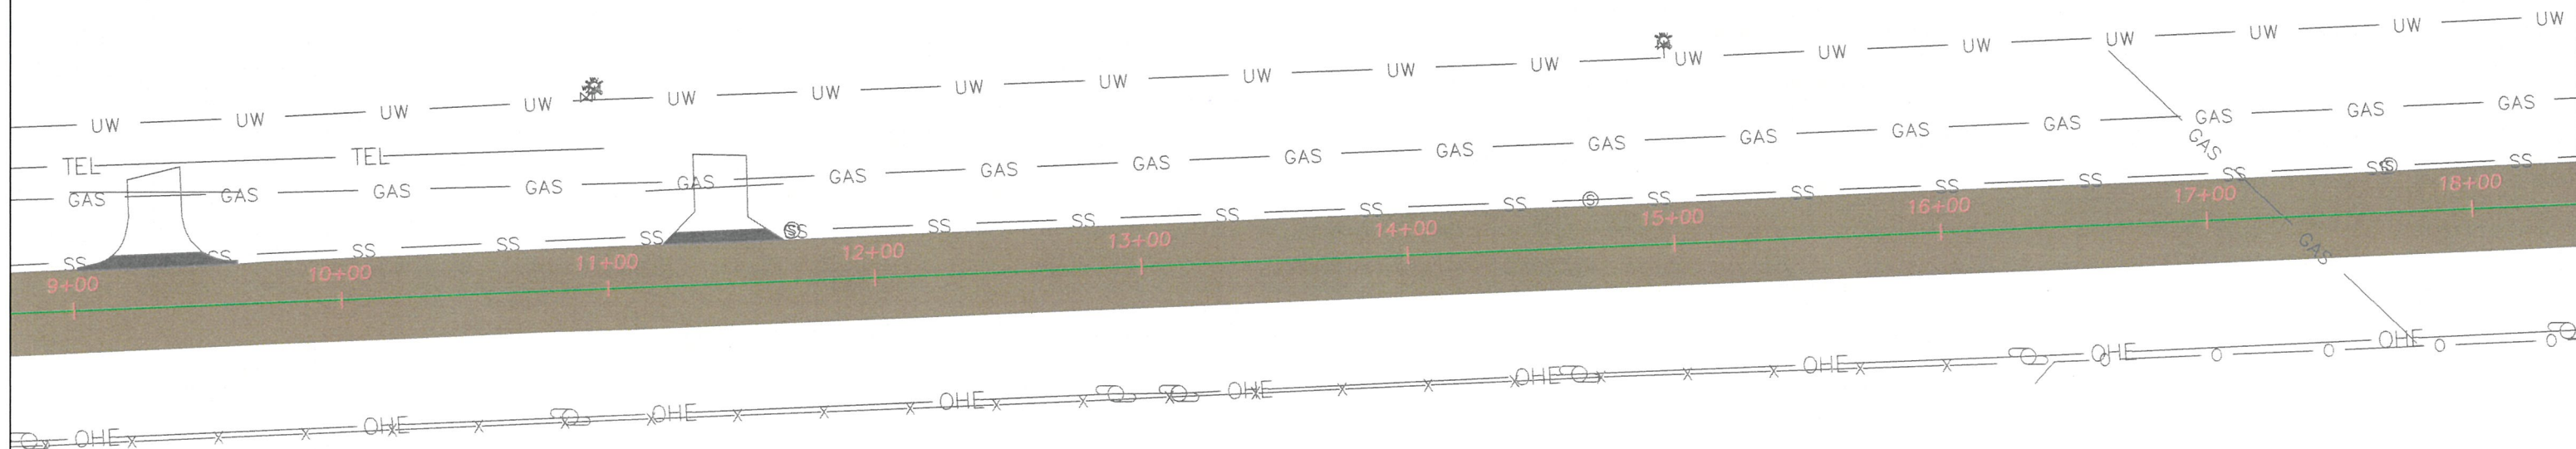 UW UW UW UW UW UW UW UW UW UW UW UW UW UW UW UW UW UW
TEL TEL
GAS GAS GAS GAS GAS GAS GAS GAS GAS GAS GAS GAS GAS GAS GAS GAS GAS
GAS
SS SS SS SS SS S SS SS SS SS SS SS S SS SS SS SS SS SS S SS
9+00 10+00 11+00 12+00 13+00 14+00 15+00 16+00 17+00 18+00
GAS
OHE OHE OHE OHE OHE OHE OHE OHE OHE